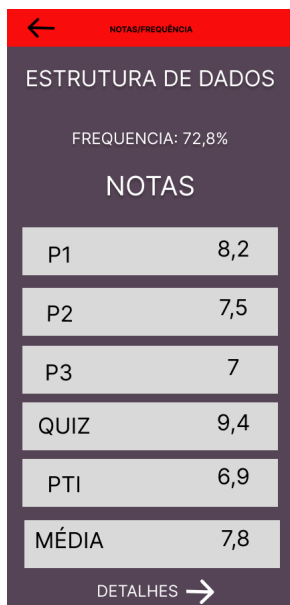 NOTAS/FREQUÊNCIA
ESTRUTURA DE DADOS
FREQUENCIA: 72,8%
NOTAS
P1 8,2
P2 7,5
P3 7
QUIZ 9,4
PTI 6,9
MÉDIA 7,8
DETALHES